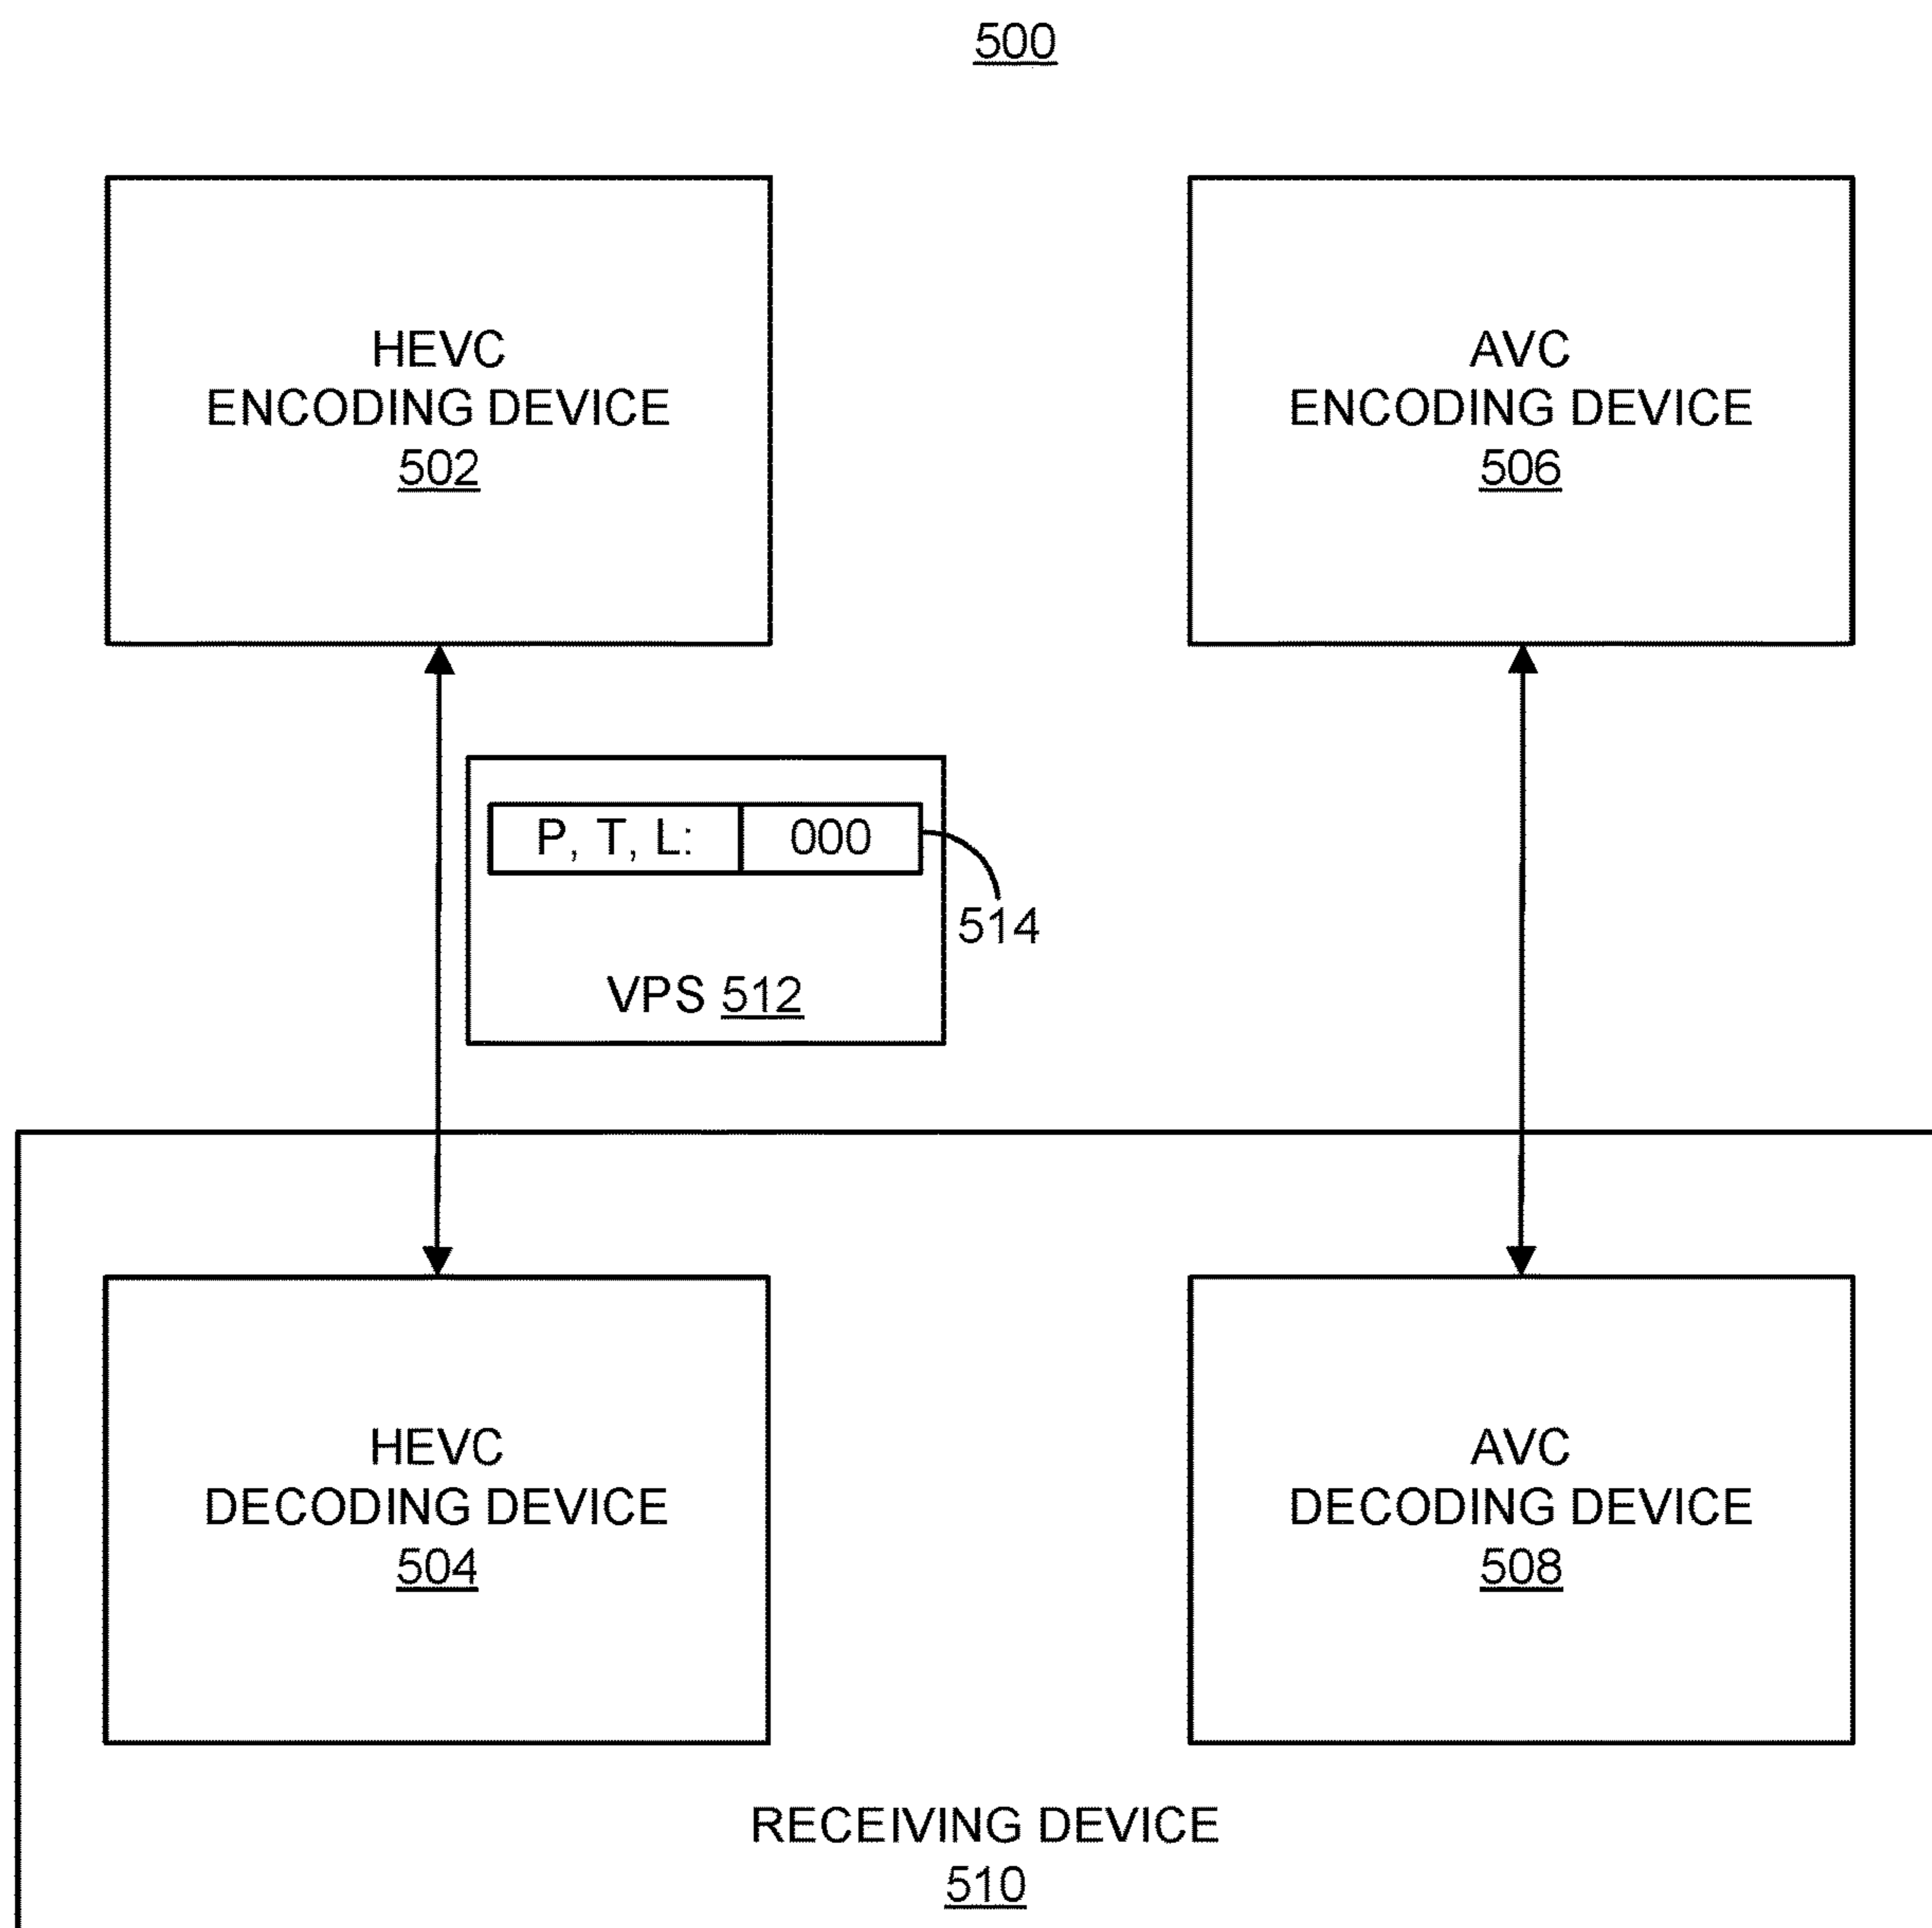 500
HEVC
ENCODING DEVICE
502
AVC
ENCODING DEVICE
506
P, T, L: 000
514
VPS 512
HEVC
DECODING DEVICE
504
AVC
DECODING DEVICE
508
RECEIVING DEVICE
510